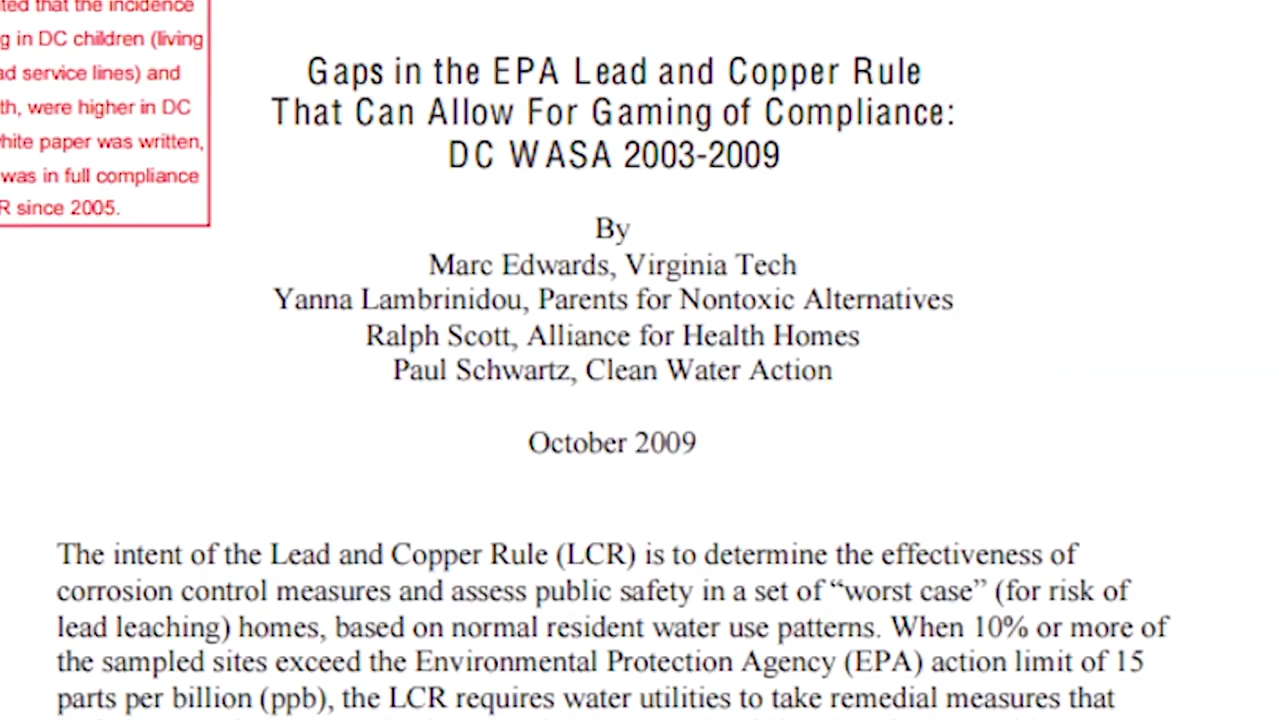 ted that the incidence
g in DC children (living
ad service lines) and
th, were higher in DC
hite paper was written,
was in full compliance
R since 2005.
Gaps in the EPA Lead and Copper Rule
That Can Allow For Gaming of Compliance:
DC WASA 2003-2009
By
Marc Edwards, Virginia Tech
Yanna Lambrinidou, Parents for Nontoxic Alternatives
Ralph Scott, Alliance for Health Homes
Paul Schwartz, Clean Water Action
October 2009
The intent of the Lead and Copper Rule (LCR) is to determine the effectiveness of
corrosion control measures and assess public safety in a set of “worst case” (for risk of
lead leaching) homes, based on normal resident water use patterns. When 10% or more of
the sampled sites exceed the Environmental Protection Agency (EPA) action limit of 15
parts per billion (ppb), the LCR requires water utilities to take remedial measures that